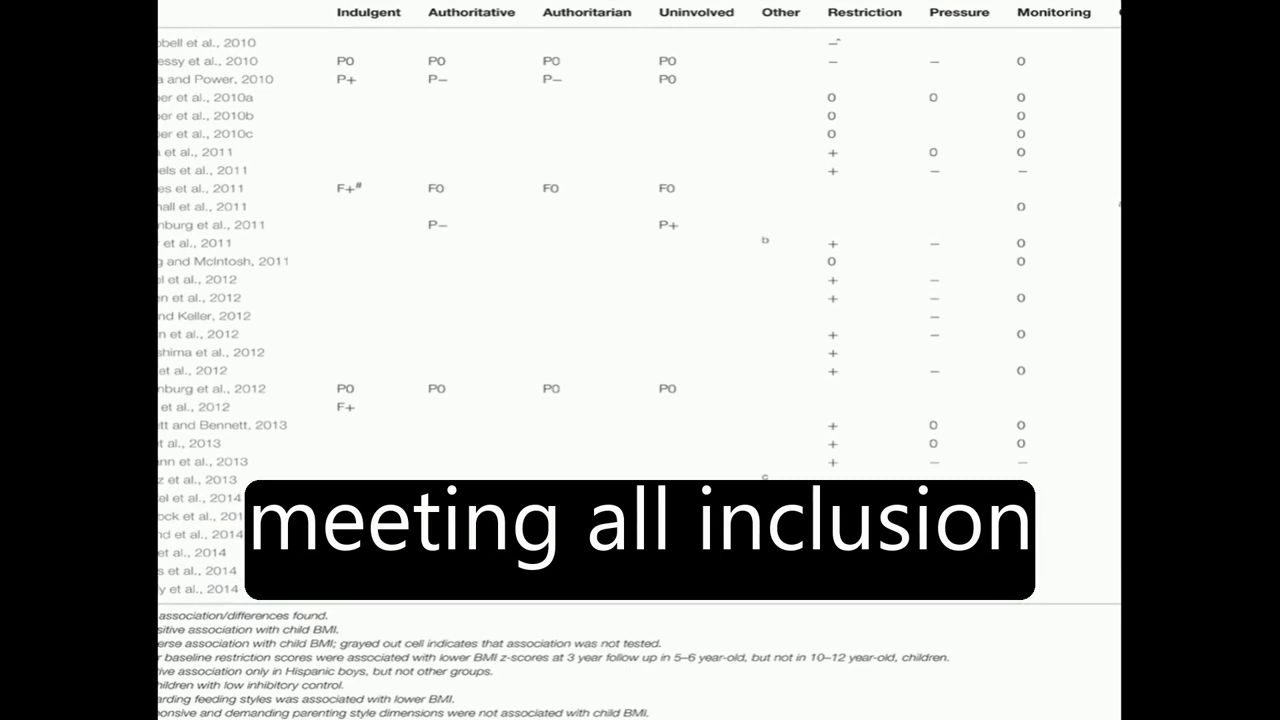 Indulgent Authoritative Authoritarian Uninvolved Other Restriction Pressure Monitoring
bell et al., 2010 –^
essy et al., 2010 P0 P0 P0 P0 – – 0
a and Power, 2010 P+ P– P– P0
er et al., 2010a 0 0 0
er et al., 2010b 0 0
er et al., 2010c 0 0
et al., 2011 + 0 0
els et al., 2011 + – –
es et al., 2011 F+# F0 F0 F0
hall et al., 2011 0
nburg et al., 2011 P– P+
r et al., 2011 b + – 0
g and McIntosh, 2011 0 0
el et al., 2012 + –
en et al., 2012 + – 0
nd Keller, 2012 –
n et al., 2012 + – 0
shima et al., 2012 +
et al., 2012 + – 0
nburg et al., 2012 P0 P0 P0 P0
et al., 2012 F+
tt and Bennett, 2013 + 0 0
t al., 2013 + 0 0
nn et al., 2013 + – –
z et al., 2013 c
el et al., 2014
ock et al., 201
nd et al., 2014
et al., 2014
s et al., 2014
y et al., 2014
meeting all inclusion
association/differences found.
sitive association with child BMI.
erse association with child BMI; grayed out cell indicates that association was not tested.
r baseline restriction scores were associated with lower BMI z-scores at 3 year follow up in 5–6 year-old, but not in 10–12 year-old, children.
ive association only in Hispanic boys, but not other groups.
hildren with low inhibitory control.
arding feeding styles was associated with lower BMI.
onsive and demanding parenting style dimensions were not associated with child BMI.